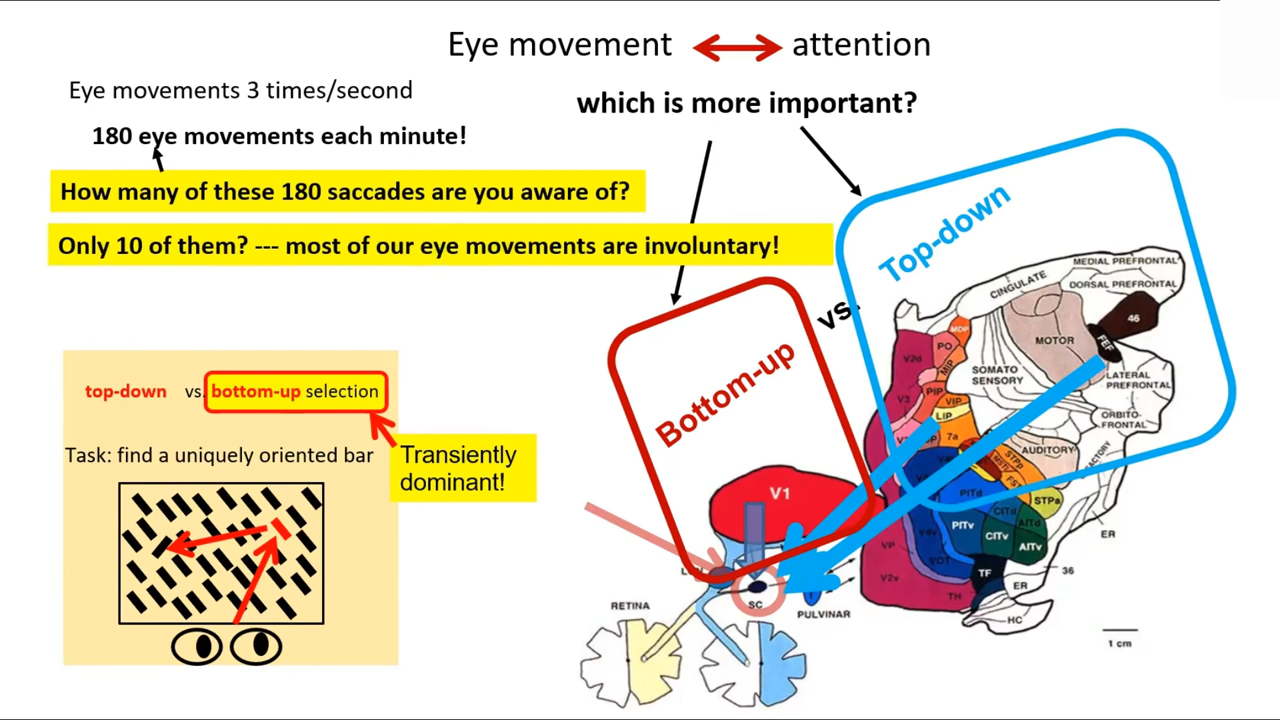 Eye movement attention
Eye movements 3 times/second
which is more important?
180 eye movements each minute!
How many of these 180 saccades are you aware of?
Only 10 of them? --- most of our eye movements are involuntary!
Top-down
vs.
Bottom-up
top-down vs. bottom-up selection
Task: find a uniquely oriented bar
Transiently
dominant!
MEDIAL PREFRONTAL
DORSAL PREFRONTAL
CINGULATE
46
FEF
MOTOR
MDP
PO
MIP
V2d
V3
PIP
VIP
LIP
7a
SOMATO
SENSORY
LATERAL
PREFRONTAL
ORBITO-
FRONTAL
AUDITORY
STPp
STPa
PITd
CITd
AITd
PITv
CITv
AITv
V4v
VP
VOT
V2v
TF
TH
ER
36
ER
HC
1 cm
V1
SC
PULVINAR
RETINA